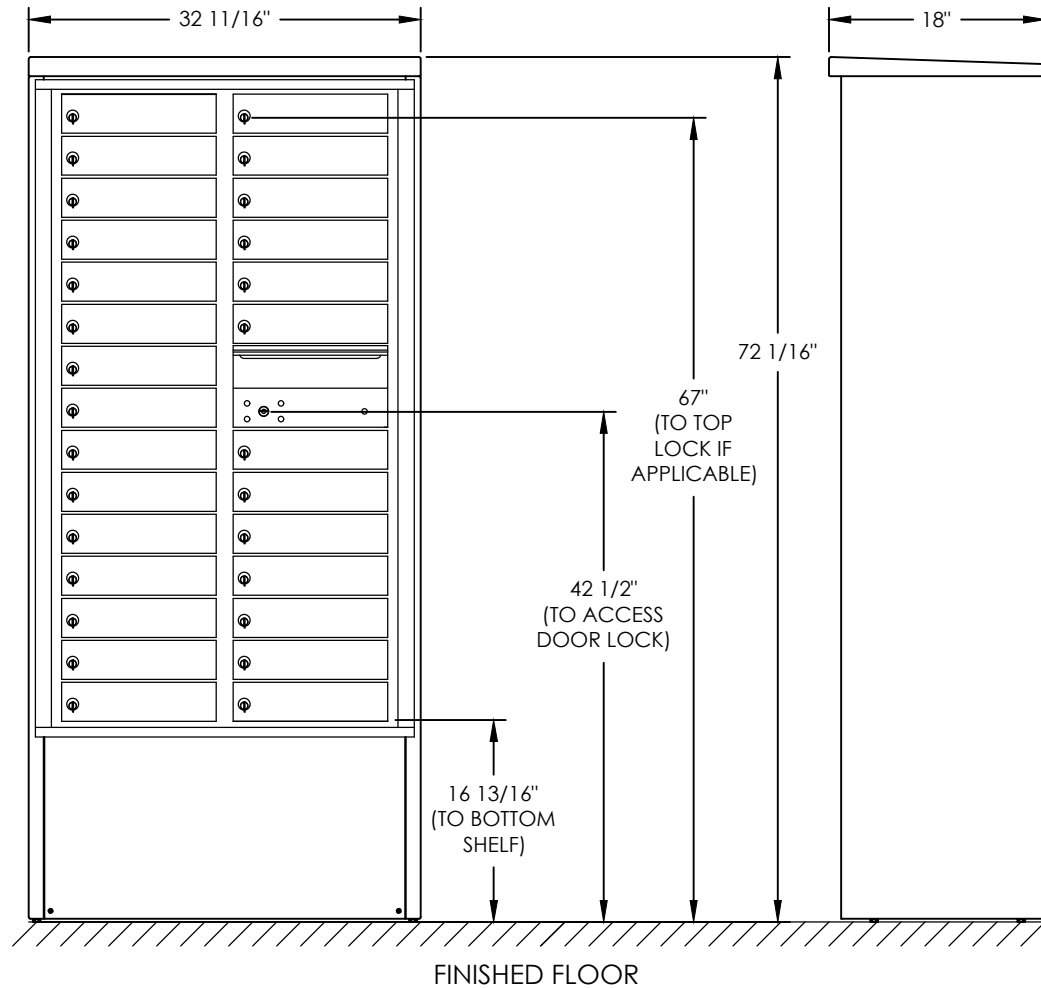 32 11/16"
18"
72 1/16"
67"
(TO TOP
LOCK IF
APPLICABLE)
42 1/2"
(TO ACCESS
DOOR LOCK)
16 13/16"
(TO BOTTOM
SHELF)
FINISHED FLOOR